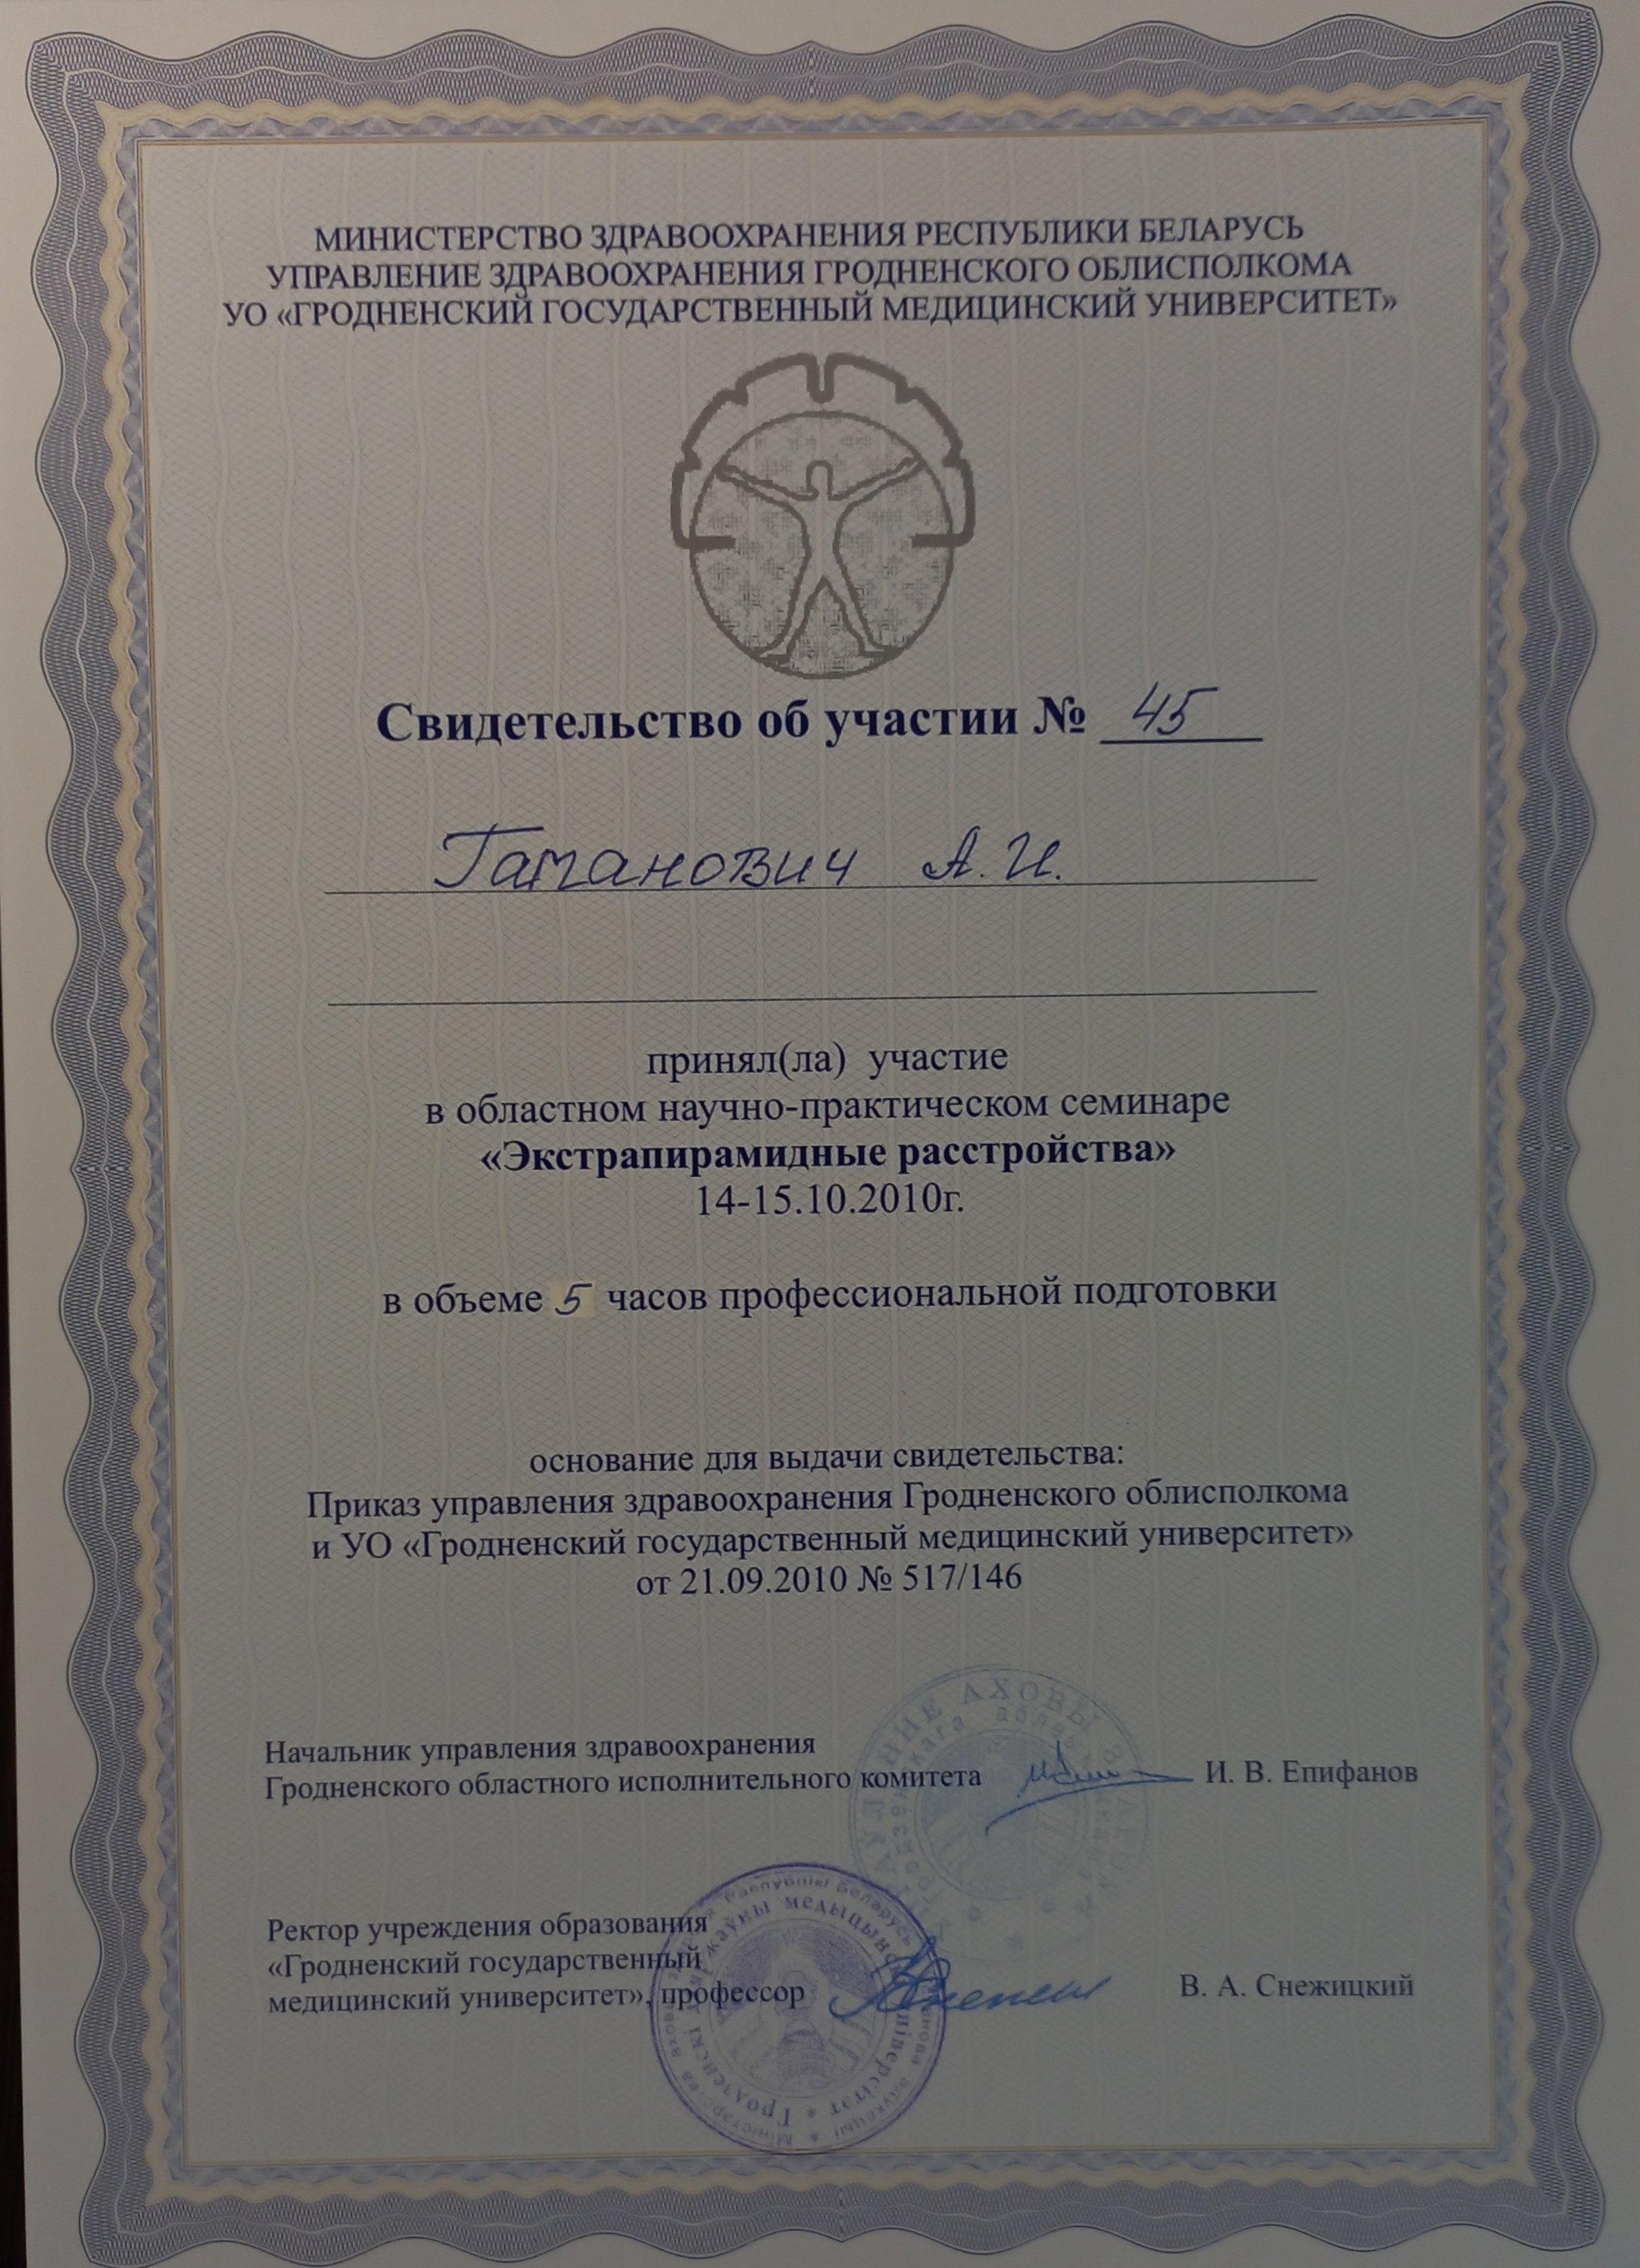 МИНИСТЕРСТВО ЗДРАВООХРАНЕНИЯ РЕСПУБЛИКИ БЕЛАРУСЬ
УПРАВЛЕНИЕ ЗДРАВООХРАНЕНИЯ ГРОДНЕНСКОГО ОБЛИСПОЛКОМА
УО «ГРОДНЕНСКИЙ ГОСУДАРСТВЕННЫЙ МЕДИЦИНСКИЙ УНИВЕРСИТЕТ»
Свидетельство об участии № 45
Гаманович А.И.
принял(ла) участие
в областном научно-практическом семинаре
«Экстрапирамидные расстройства»
14-15.10.2010г.
в объеме 5 часов профессиональной подготовки
основание для выдачи свидетельства:
Приказ управления здравоохранения Гродненского облисполкома
и УО «Гродненский государственный медицинский университет»
от 21.09.2010 № 517/146
Начальник управления здравоохранения
Гродненского областного исполнительного комитета И. В. Епифанов
Ректор учреждения образования
«Гродненский государственный
медицинский университет», профессор В. А. Снежицкий